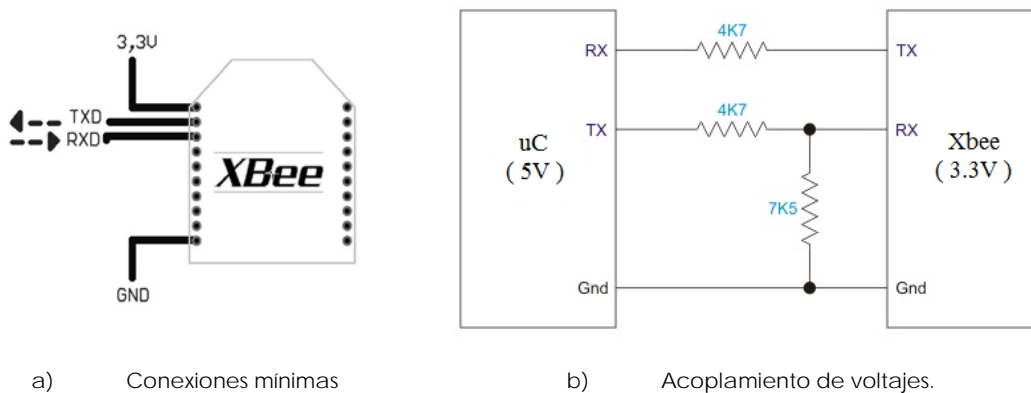 3,3V
TXD
RXD
XBee
GND
4K7
RX
TX
4K7
TX
RX
uC
( 5V )
Xbee
( 3.3V )
7K5
Gnd
Gnd
a) Conexiones mínimas
b) Acoplamiento de voltajes.